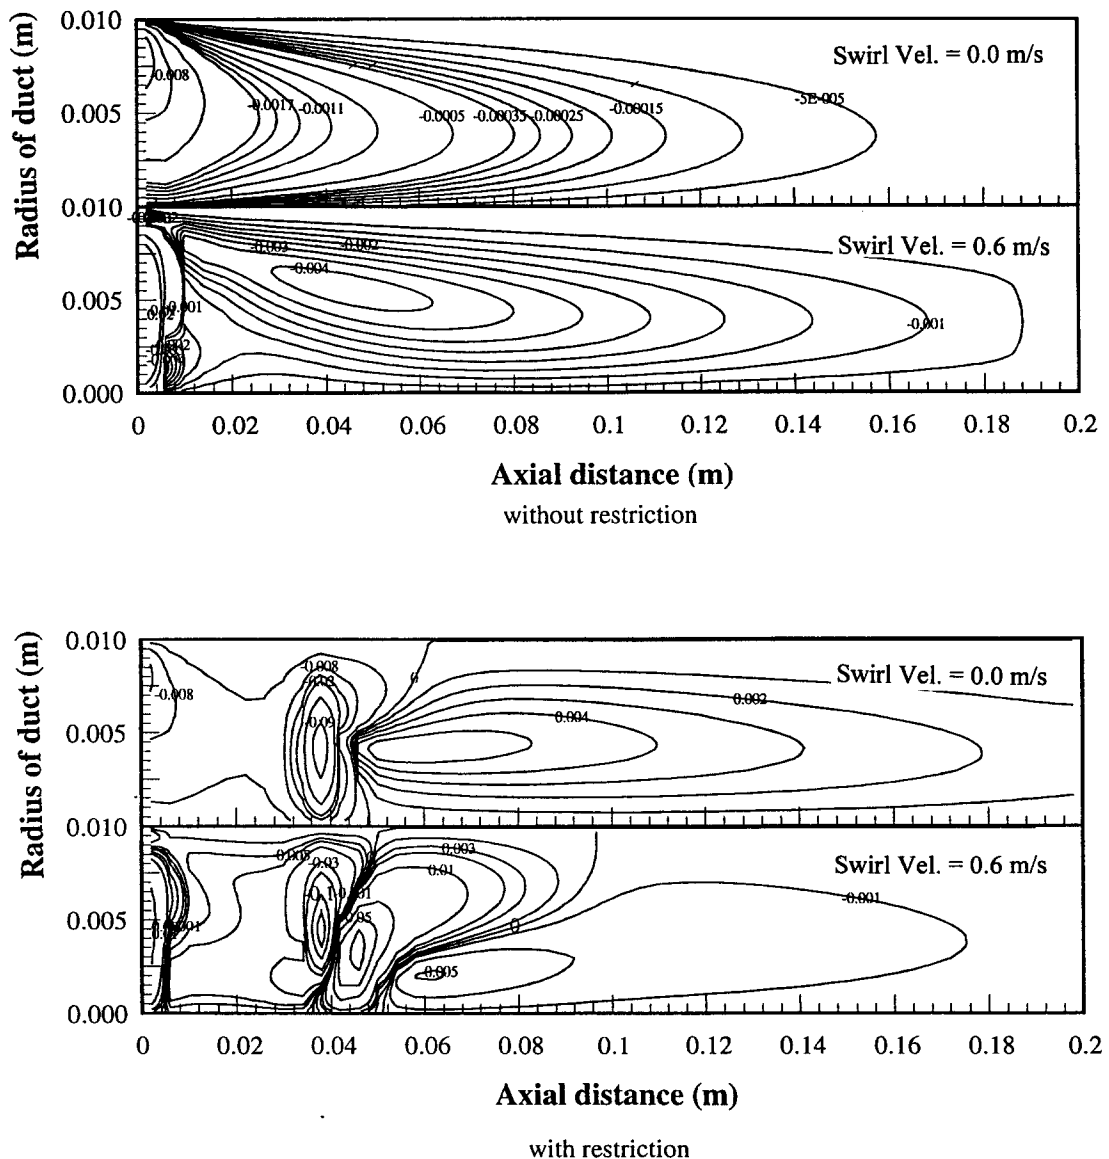 Radius of duct (m)
0.010
0.005
0.010
0.005
0.000
Swirl Vel. = 0.0 m/s
-0.008
-0.0017
-0.0011
-0.0005
-0.00035
-0.00025
-0.00015
-5E-005
Swirl Vel. = 0.6 m/s
-0.003
-0.002
-0.004
-0.001
0 0.02 0.04 0.06 0.08 0.1 0.12 0.14 0.16 0.18 0.2
Axial distance (m)
without restriction
Radius of duct (m)
0.010
0.005
0.010
0.005
0.000
Swirl Vel. = 0.0 m/s
-0.008
-0.008
-0.09
0
0.002
0.004
Swirl Vel. = 0.6 m/s
-0.03
0.003
0.01
0
-0.001
0.005
0 0.02 0.04 0.06 0.08 0.1 0.12 0.14 0.16 0.18 0.2
Axial distance (m)
with restriction